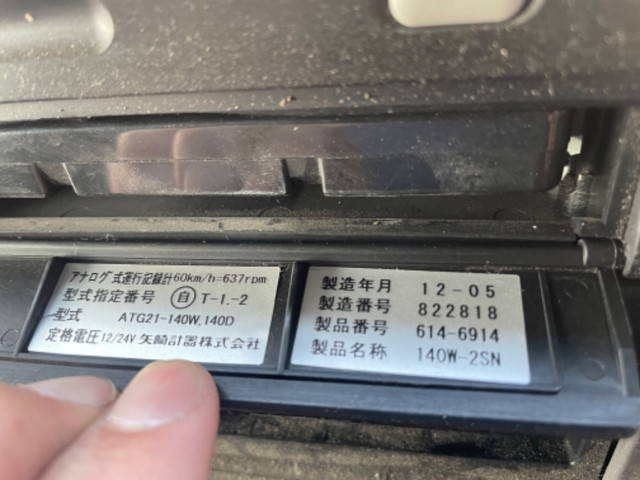 アナログ式運行記録計60km/h=637rpm
型式指定番号 ㊀自 T-1.-2
型式 ATG21-140W,140D
定格電圧12/24V 矢崎計器株式会社
製造年月 12-05
製造番号 822818
製品番号 614-6914
製品名称 140W-2SN